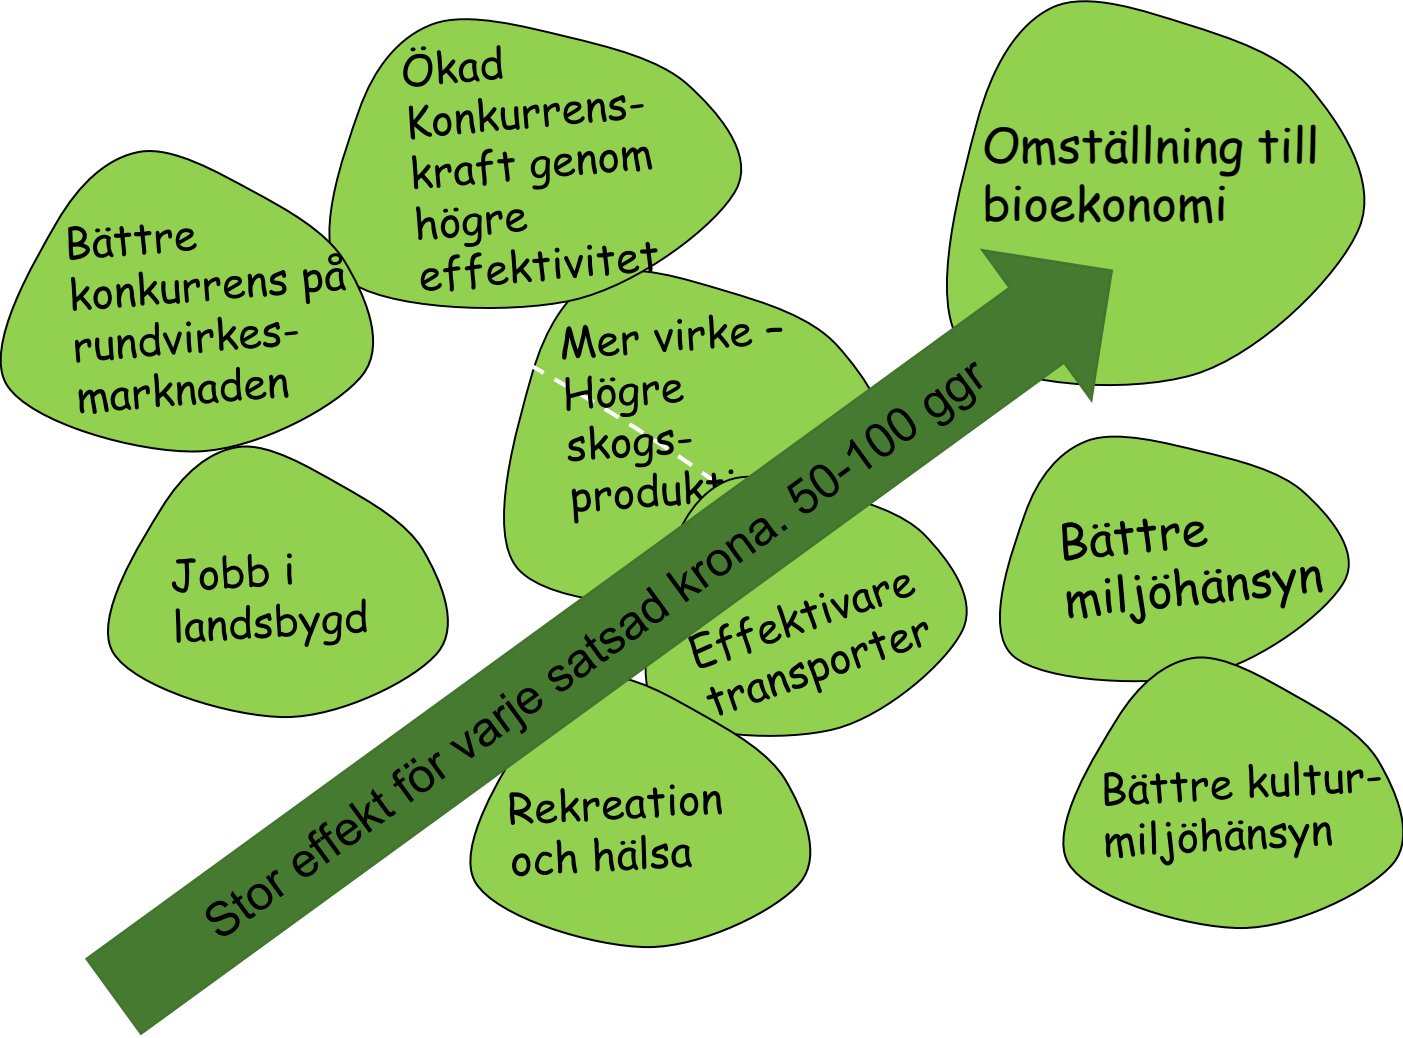 Ökad
Konkurrens-
kraft genom
högre
effektivitet
Omställning till
bioekonomi
Bättre
konkurrens på
rundvirkes-
marknaden
Mer virke –
Högre
skogs-
Jobb i
landsbygd
Stor effekt för varje satsad krona. 50-100 ggr
Effektivare
transporter
Bättre
miljöhänsyn
Rekreation
och hälsa
Bättre kultur-
miljöhänsyn